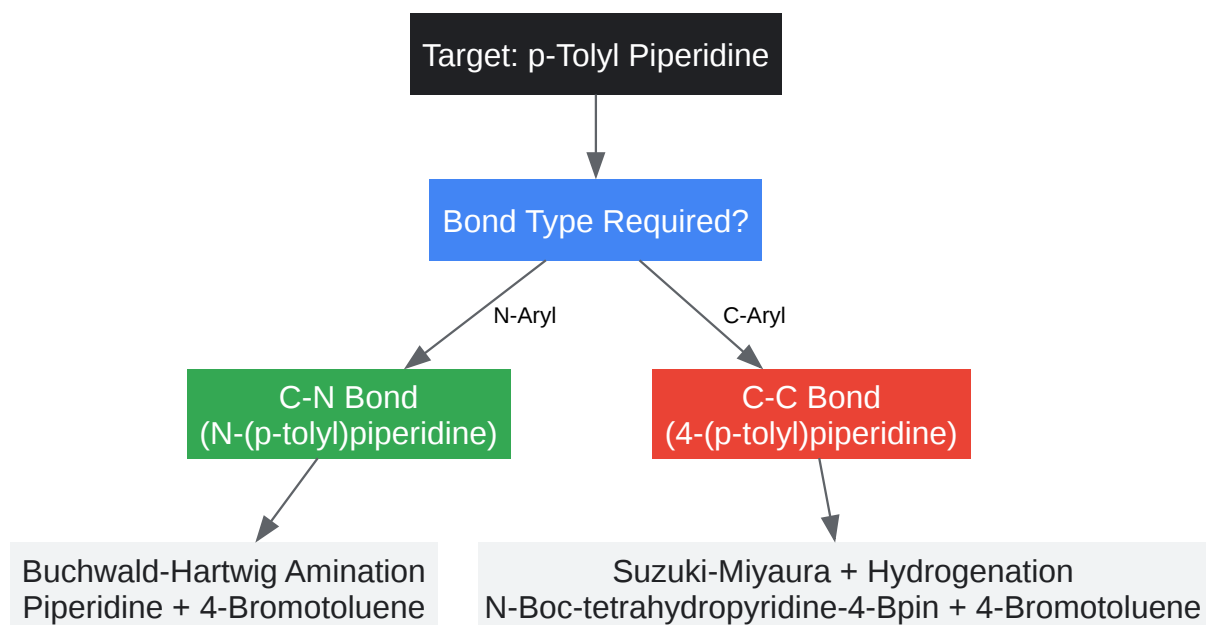 Target: p-Tolyl Piperidine
Bond Type Required?
N-Aryl
C-Aryl
C-N Bond
(N-(p-tolyl)piperidine)
C-C Bond
(4-(p-tolyl)piperidine)
Buchwald-Hartwig Amination
Piperidine + 4-Bromotoluene
Suzuki-Miyaura + Hydrogenation
N-Boc-tetrahydropyridine-4-Bpin + 4-Bromotoluene